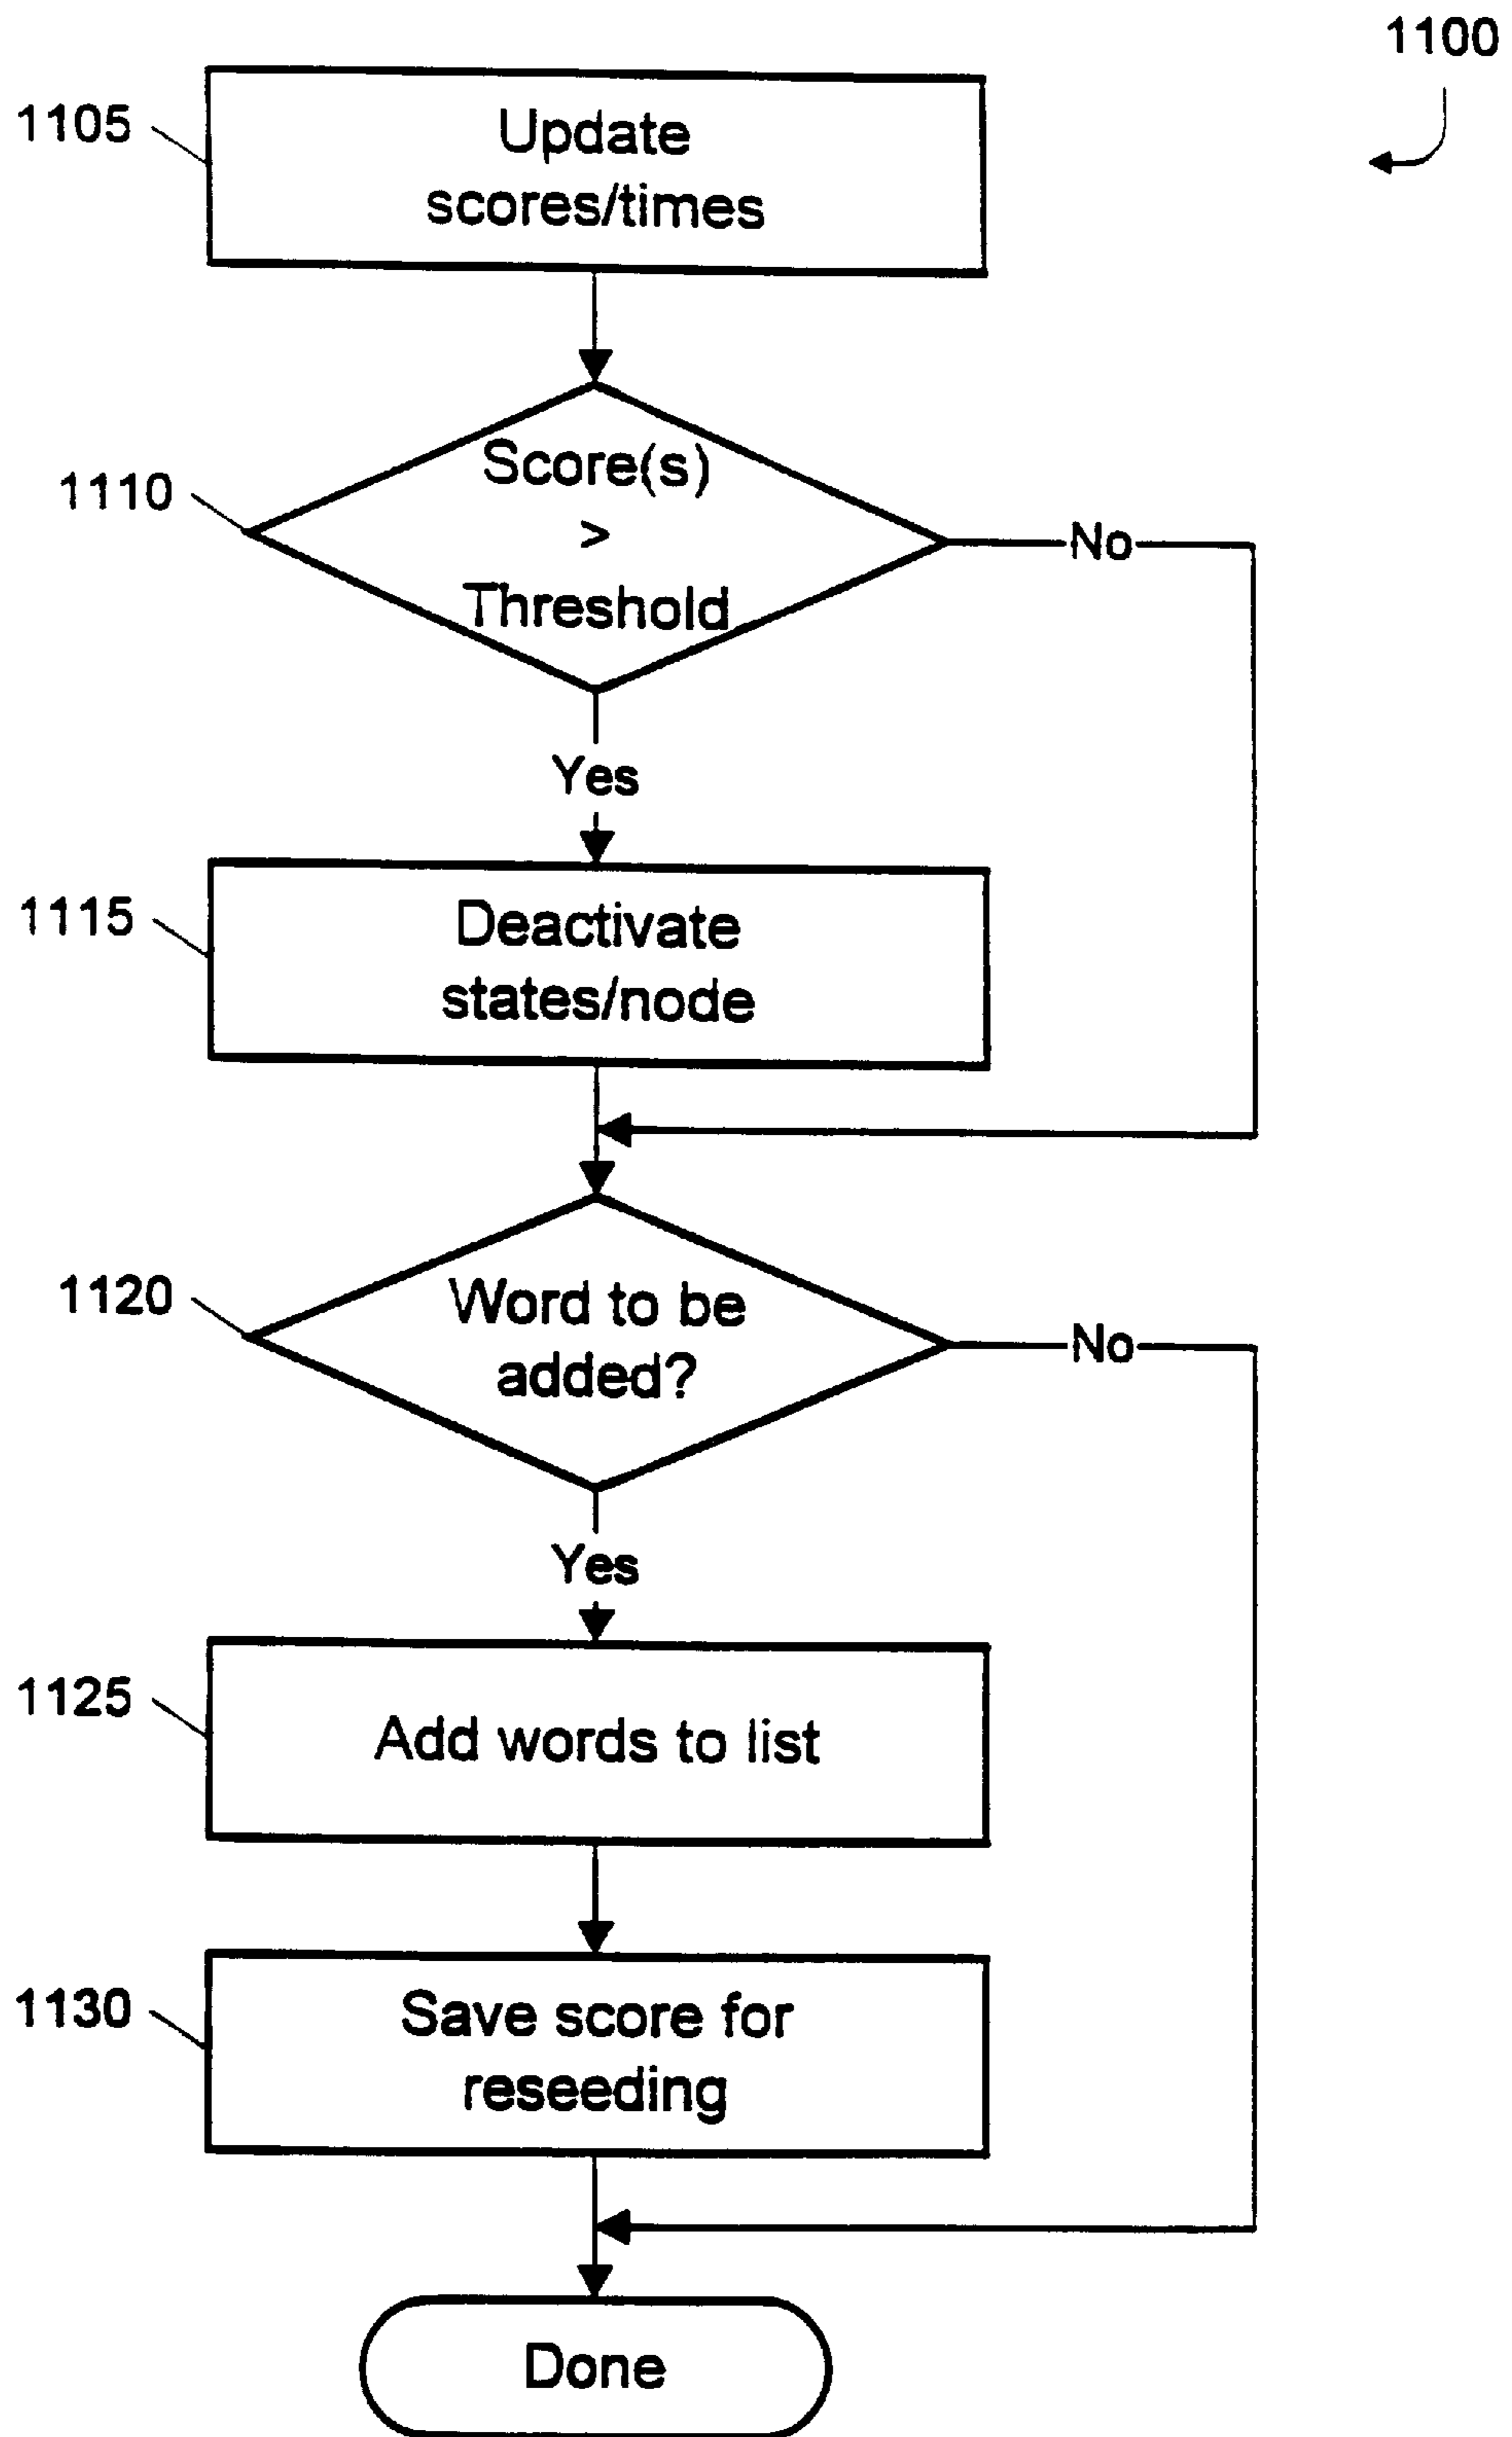 1100
1105
Update
scores/times
1110
Score(s)
>
Threshold
No
Yes
1115
Deactivate
states/node
1120
Word to be
added?
No
Yes
1125
Add words to list
1130
Save score for
reseeding
Done